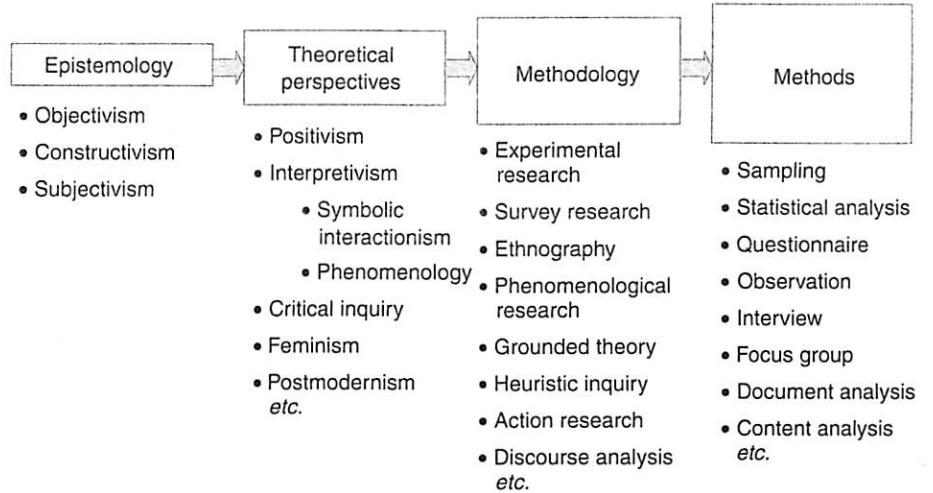 Epistemology
• Objectivism
• Constructivism
• Subjectivism
Theoretical
perspectives
• Positivism
• Interpretivism
• Symbolic
interactionism
• Phenomenology
• Critical inquiry
• Feminism
• Postmodernism
etc.
Methodology
• Experimental
research
• Survey research
• Ethnography
• Phenomenological
research
• Grounded theory
• Heuristic inquiry
• Action research
• Discourse analysis
etc.
Methods
• Sampling
• Statistical analysis
• Questionnaire
• Observation
• Interview
• Focus group
• Document analysis
• Content analysis
etc.